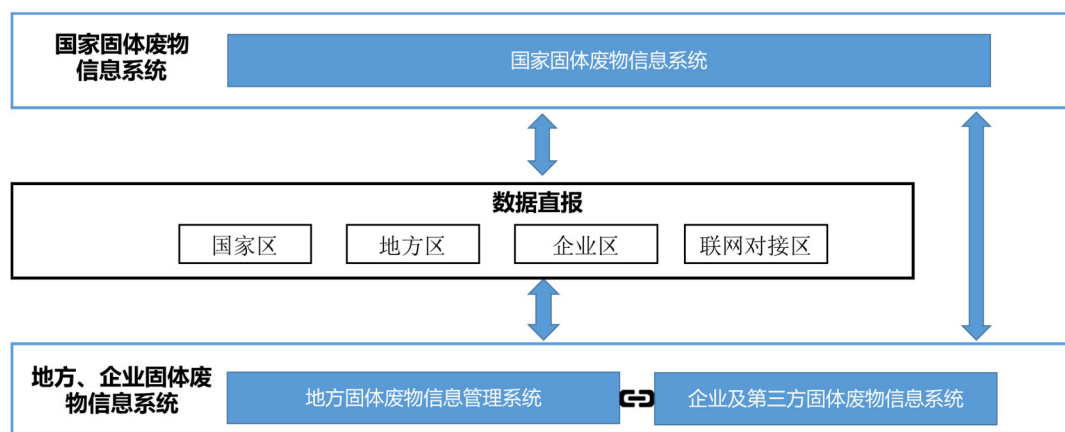 国家固体废物
信息系统
国家固体废物信息系统
数据直报
国家区
地方区
企业区
联网对接区
地方、企业固体废
物信息系统
地方固体废物信息管理系统
企业及第三方固体废物信息系统